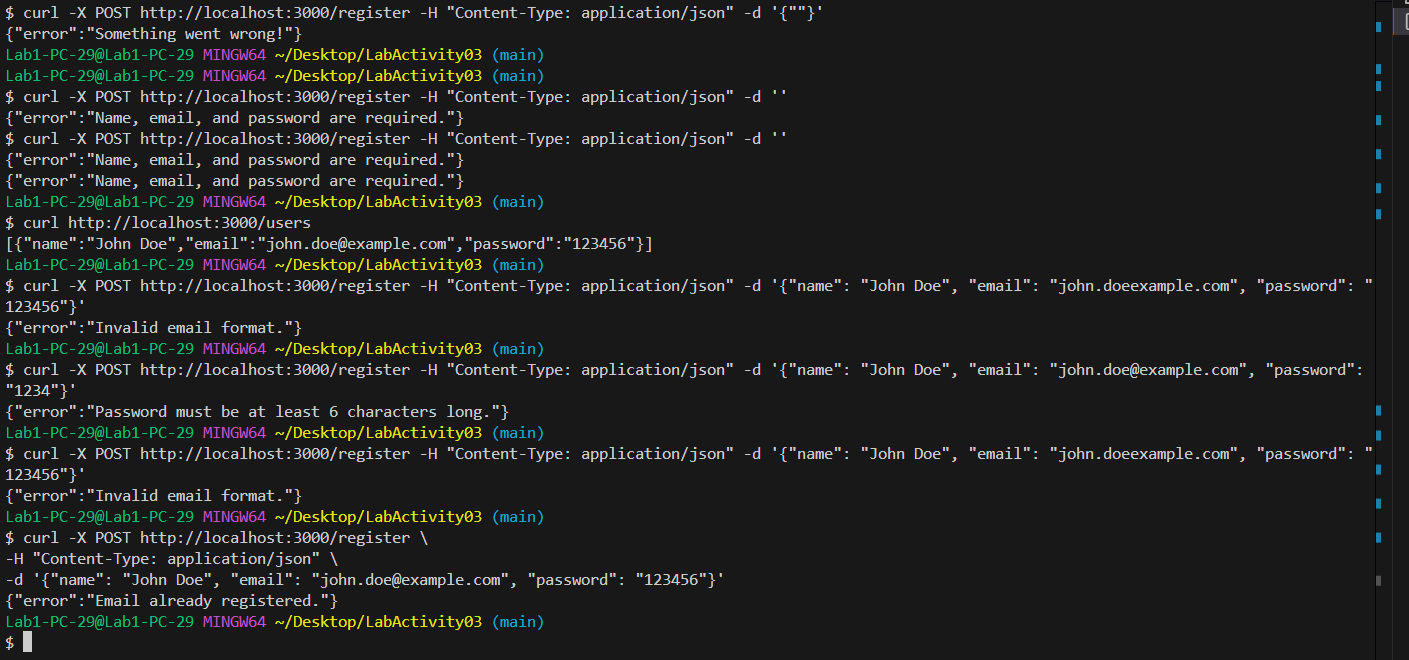 $ curl -X POST http://localhost:3000/register -H "Content-Type: application/json" -d '{""}'
{"error":"Something went wrong!"}
Lab1-PC-29@Lab1-PC-29 MINGW64 ~/Desktop/LabActivity03 (main)
Lab1-PC-29@Lab1-PC-29 MINGW64 ~/Desktop/LabActivity03 (main)
$ curl -X POST http://localhost:3000/register -H "Content-Type: application/json" -d ''
{"error":"Name, email, and password are required."}
$ curl -X POST http://localhost:3000/register -H "Content-Type: application/json" -d ''
{"error":"Name, email, and password are required."}
{"error":"Name, email, and password are required."}
Lab1-PC-29@Lab1-PC-29 MINGW64 ~/Desktop/LabActivity03 (main)
$ curl http://localhost:3000/users
[{"name":"John Doe","email":"john.doe@example.com","password":"123456"}]
Lab1-PC-29@Lab1-PC-29 MINGW64 ~/Desktop/LabActivity03 (main)
$ curl -X POST http://localhost:3000/register -H "Content-Type: application/json" -d '{"name": "John Doe", "email": "john.doeexample.com", "password": "
123456"}'
{"error":"Invalid email format."}
Lab1-PC-29@Lab1-PC-29 MINGW64 ~/Desktop/LabActivity03 (main)
$ curl -X POST http://localhost:3000/register -H "Content-Type: application/json" -d '{"name": "John Doe", "email": "john.doe@example.com", "password":
"1234"}'
{"error":"Password must be at least 6 characters long."}
Lab1-PC-29@Lab1-PC-29 MINGW64 ~/Desktop/LabActivity03 (main)
$ curl -X POST http://localhost:3000/register -H "Content-Type: application/json" -d '{"name": "John Doe", "email": "john.doeexample.com", "password": "
123456"}'
{"error":"Invalid email format."}
Lab1-PC-29@Lab1-PC-29 MINGW64 ~/Desktop/LabActivity03 (main)
$ curl -X POST http://localhost:3000/register \
-H "Content-Type: application/json" \
-d '{"name": "John Doe", "email": "john.doe@example.com", "password": "123456"}'
{"error":"Email already registered."}
Lab1-PC-29@Lab1-PC-29 MINGW64 ~/Desktop/LabActivity03 (main)
$